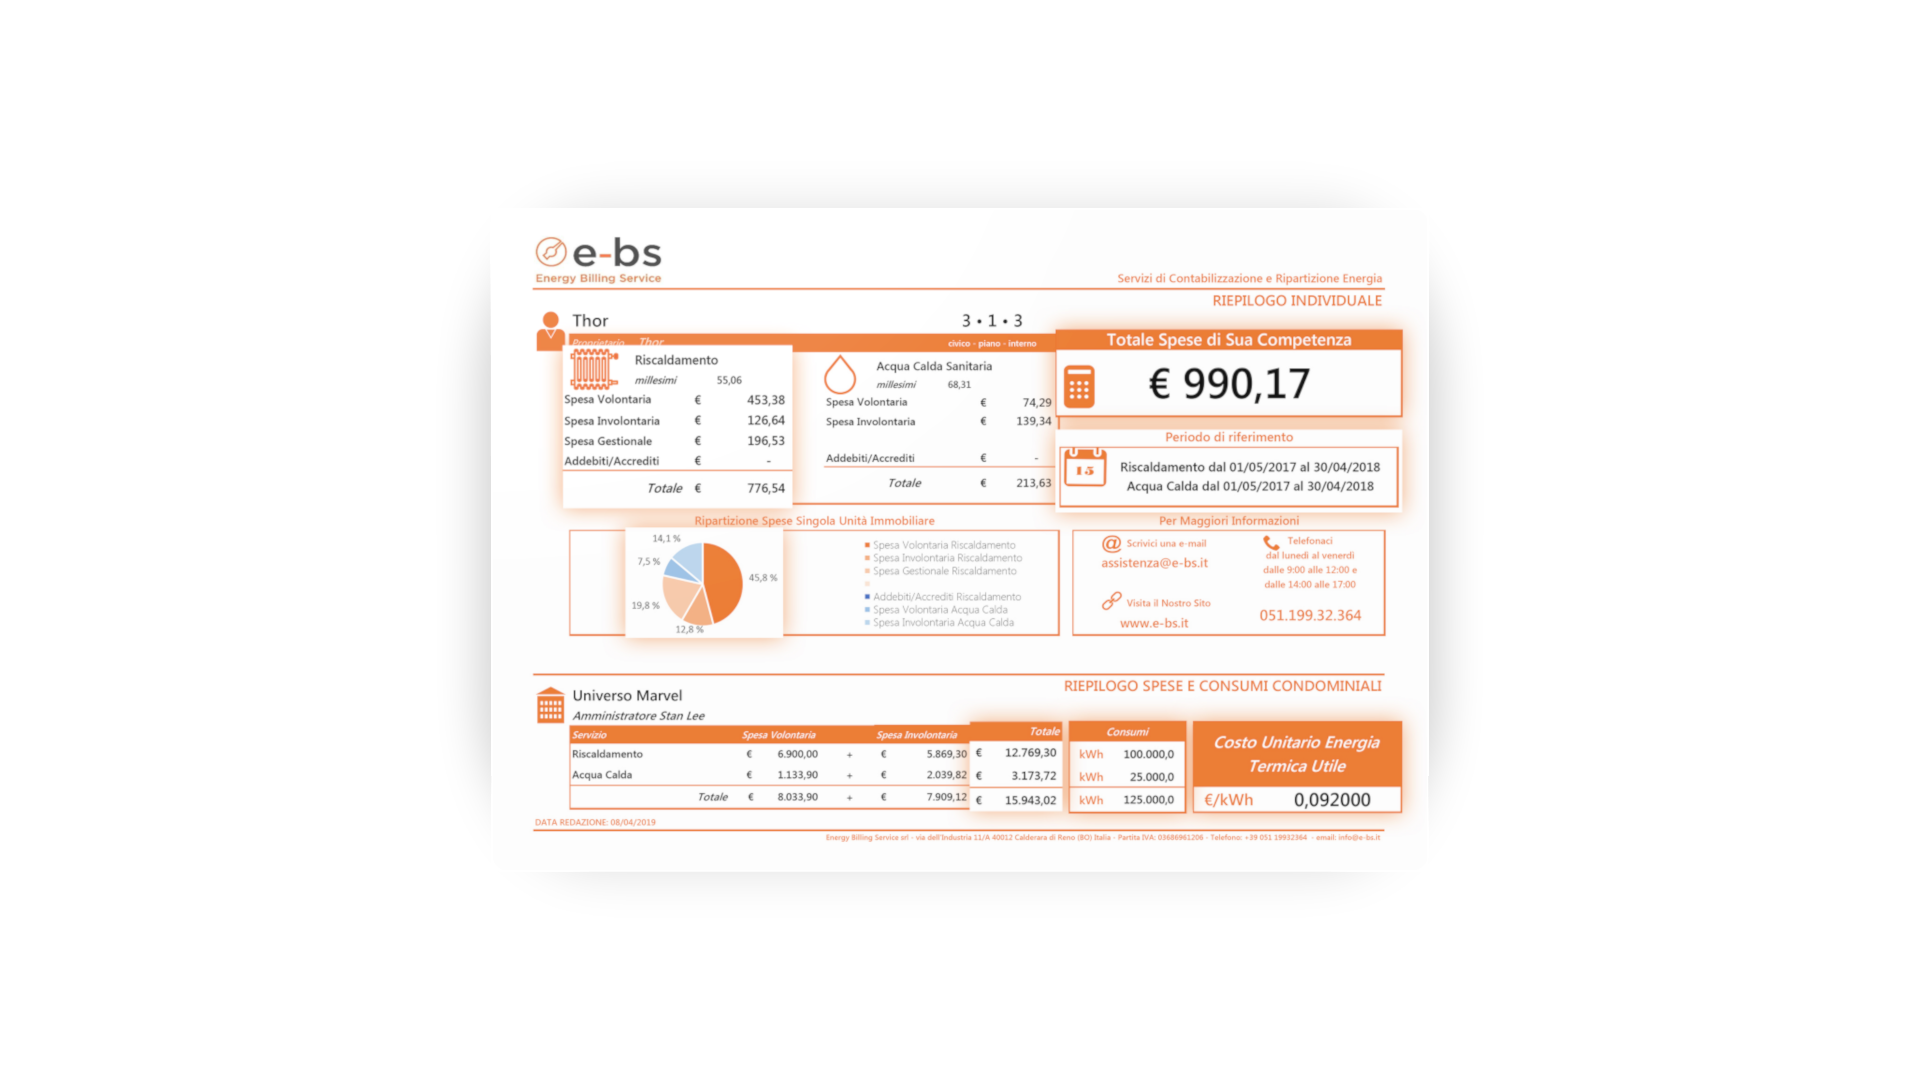 e-bs
Energy Billing Service
Servizi di Contabilizzazione e Ripartizione Energia
RIEPILOGO INDIVIDUALE
Thor
3 • 1 • 3
Proprietario Thor
civico - piano - interno
Riscaldamento
millesimi 55,06
Spesa Volontaria € 453,38
Spesa Involontaria € 126,64
Spesa Gestionale € 196,53
Addebiti/Accrediti € -
Totale € 776,54
Acqua Calda Sanitaria
millesimi 68,31
Spesa Volontaria € 74,29
Spesa Involontaria € 139,34
Addebiti/Accrediti € -
Totale € 213,63
Totale Spese di Sua Competenza
€ 990,17
Periodo di riferimento
15
Riscaldamento dal 01/05/2017 al 30/04/2018
Acqua Calda dal 01/05/2017 al 30/04/2018
Ripartizione Spese Singola Unità Immobiliare
14,1 %
7,5 %
45,8 %
19,8 %
12,8 %
Spesa Volontaria Riscaldamento
Spesa Involontaria Riscaldamento
Spesa Gestionale Riscaldamento
Addebiti/Accrediti Riscaldamento
Spesa Volontaria Acqua Calda
Spesa Involontaria Acqua Calda
Per Maggiori Informazioni
@ Scrivici una e-mail
assistenza@e-bs.it
Visita il Nostro Sito
www.e-bs.it
Telefonaci
dal lunedì al venerdì
dalle 9:00 alle 12:00 e
dalle 14:00 alle 17:00
051.199.32.364
RIEPILOGO SPESE E CONSUMI CONDOMINIALI
Universo Marvel
Amministratore Stan Lee
Servizio Spesa Volontaria Spesa Involontaria Totale Consumi
Riscaldamento € 6.900,00 + € 5.869,30 € 12.769,30 kWh 100.000,0
Acqua Calda € 1.133,90 + € 2.039,82 € 3.173,72 kWh 25.000,0
Totale € 8.033,90 + € 7.909,12 € 15.943,02 kWh 125.000,0
Costo Unitario Energia
Termica Utile
€/kWh 0,092000
DATA REDAZIONE: 08/04/2019
Energy Billing Service srl - via dell'Industria 11/A 40012 Calderara di Reno (BO) Italia - Partita IVA: 03686961206 - Telefono: +39 051 19932364 - email: info@e-bs.it